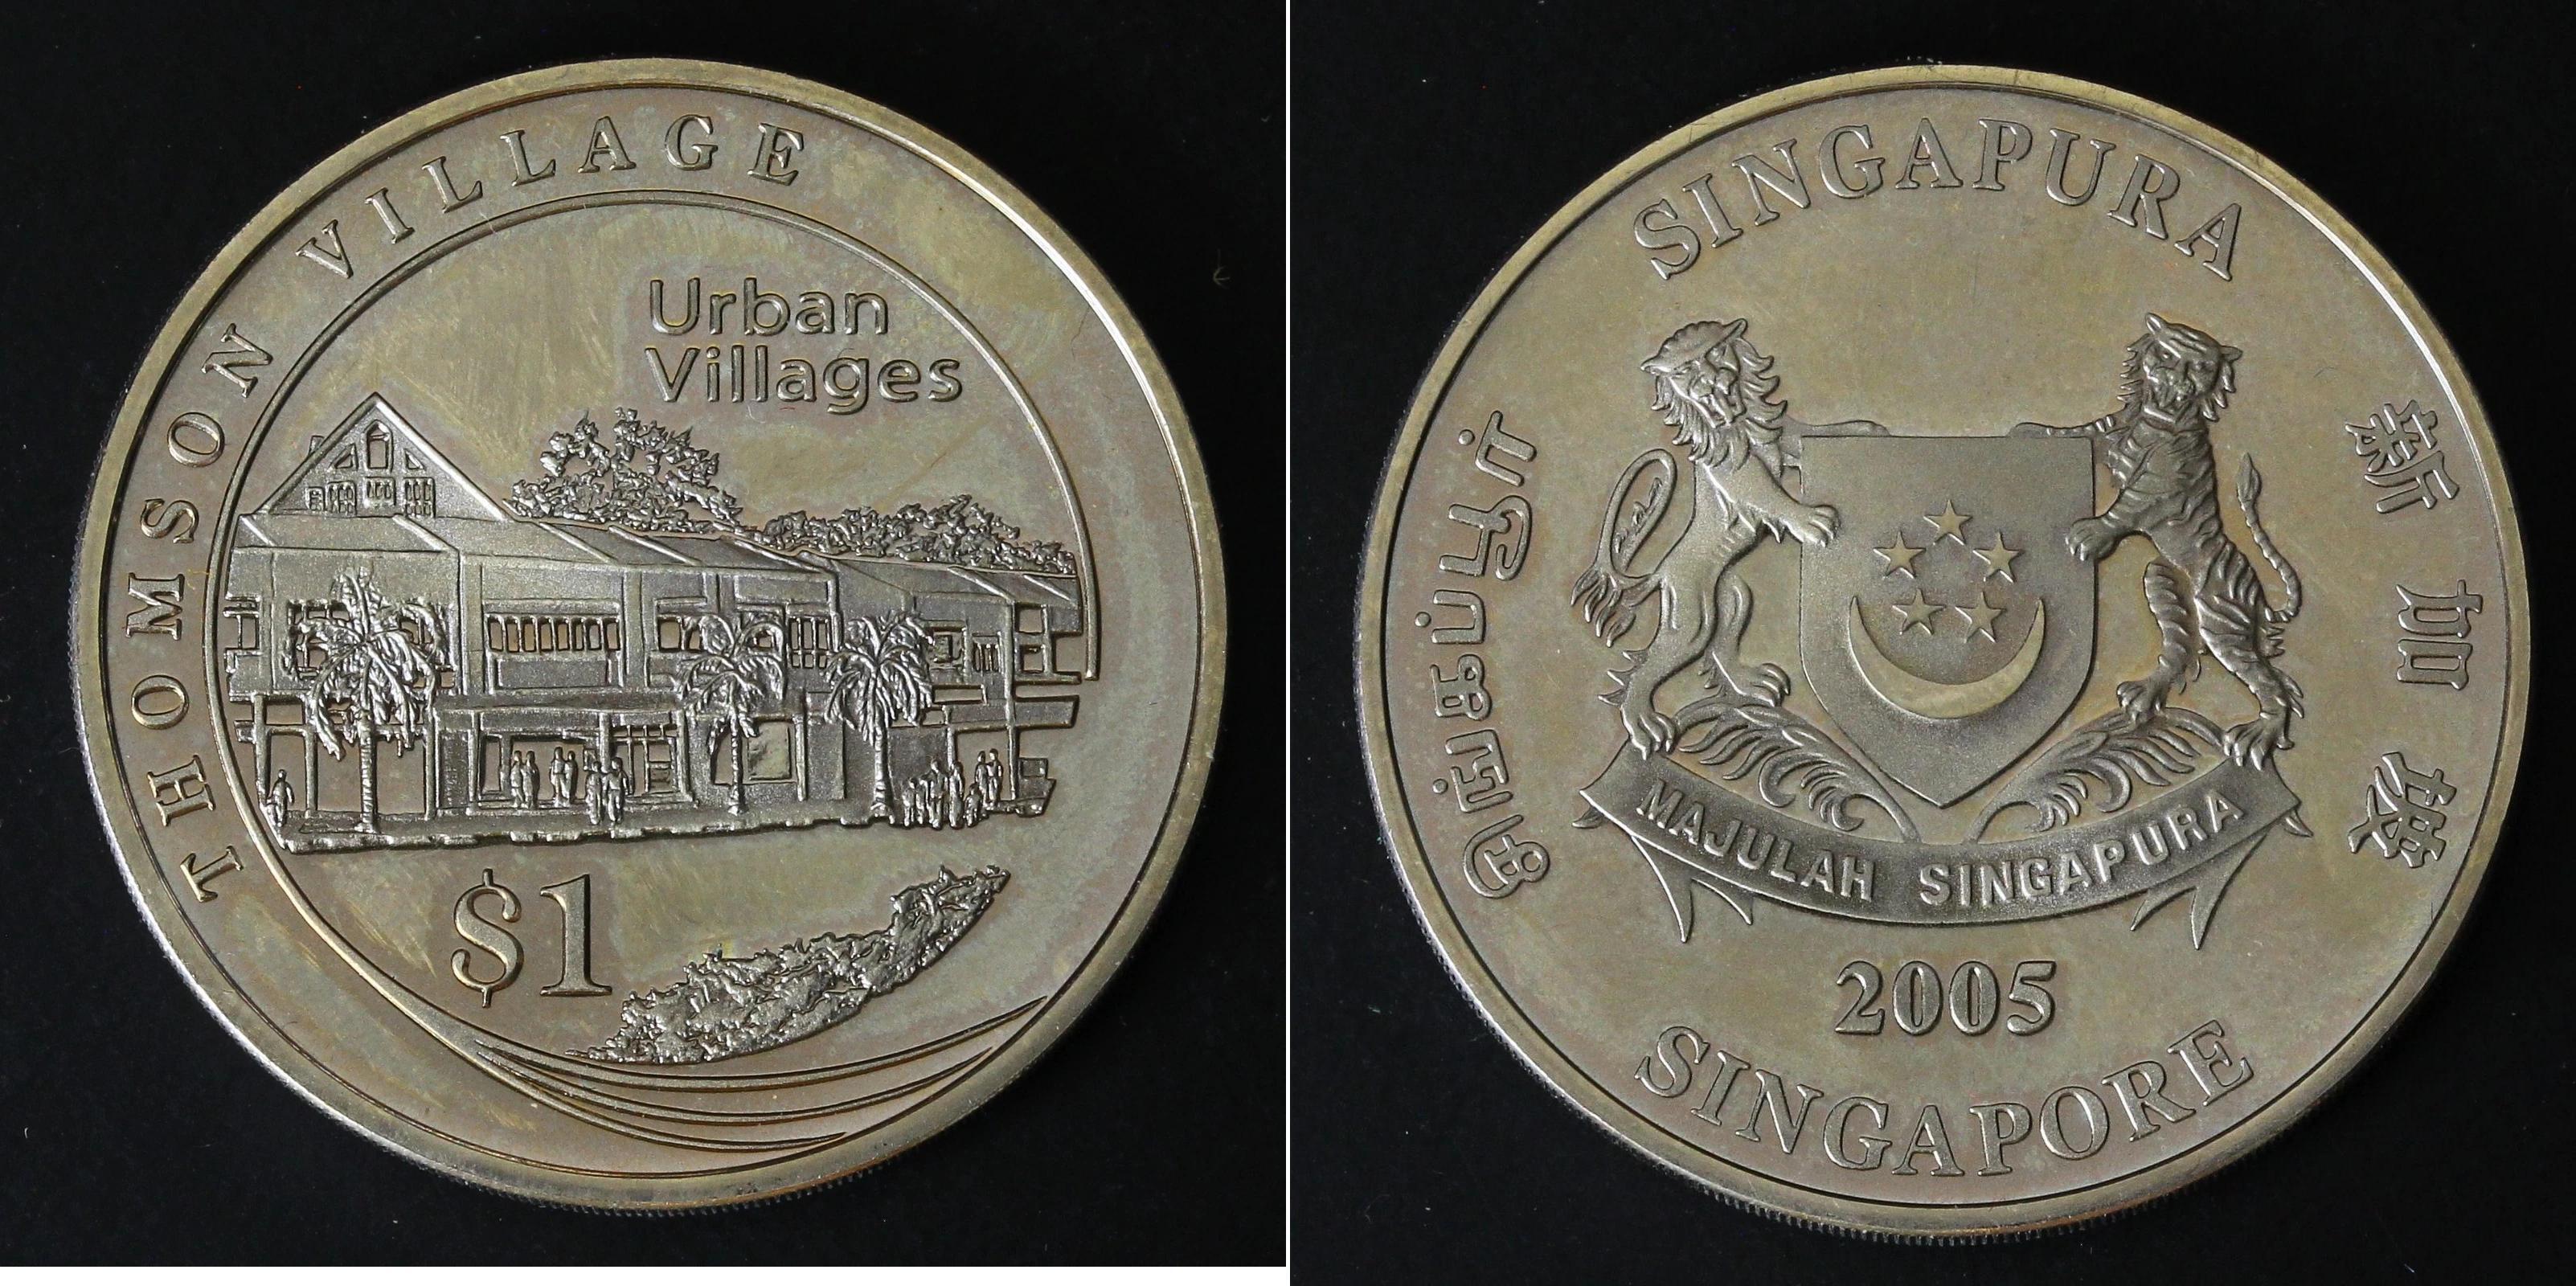 THOMSON VILLAGE
Urban
Villages
$1
SINGAPURA
சிங்கப்பூர்
新加坡
MAJULAH SINGAPURA
2005
SINGAPORE